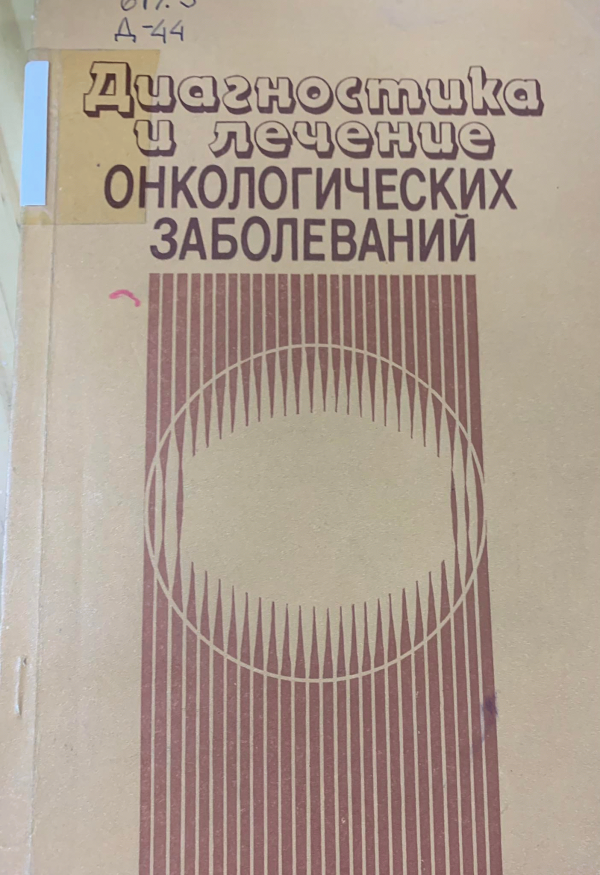 Д-44
Диагностика
и лечение
ОНКОЛОГИЧЕСКИХ
ЗАБОЛЕВАНИЙ